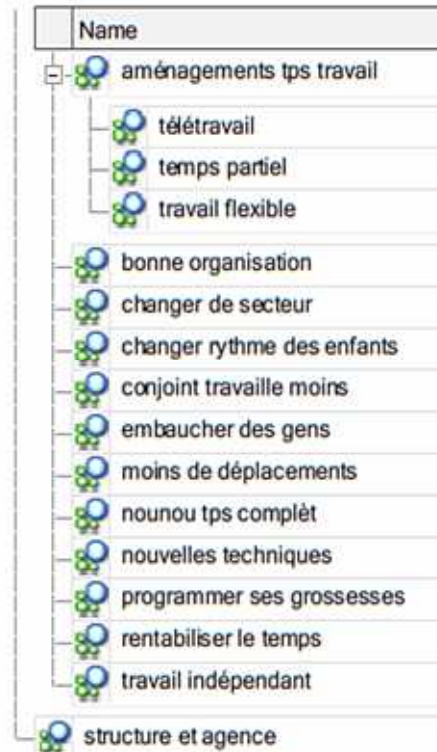 Name
aménagements tps travail
télétravail
temps partiel
travail flexible
bonne organisation
changer de secteur
changer rythme des enfants
conjoint travaille moins
embaucher des gens
moins de déplacements
nounou tps complèt
nouvelles techniques
programmer ses grossesses
rentabiliser le temps
travail indépendant
structure et agence